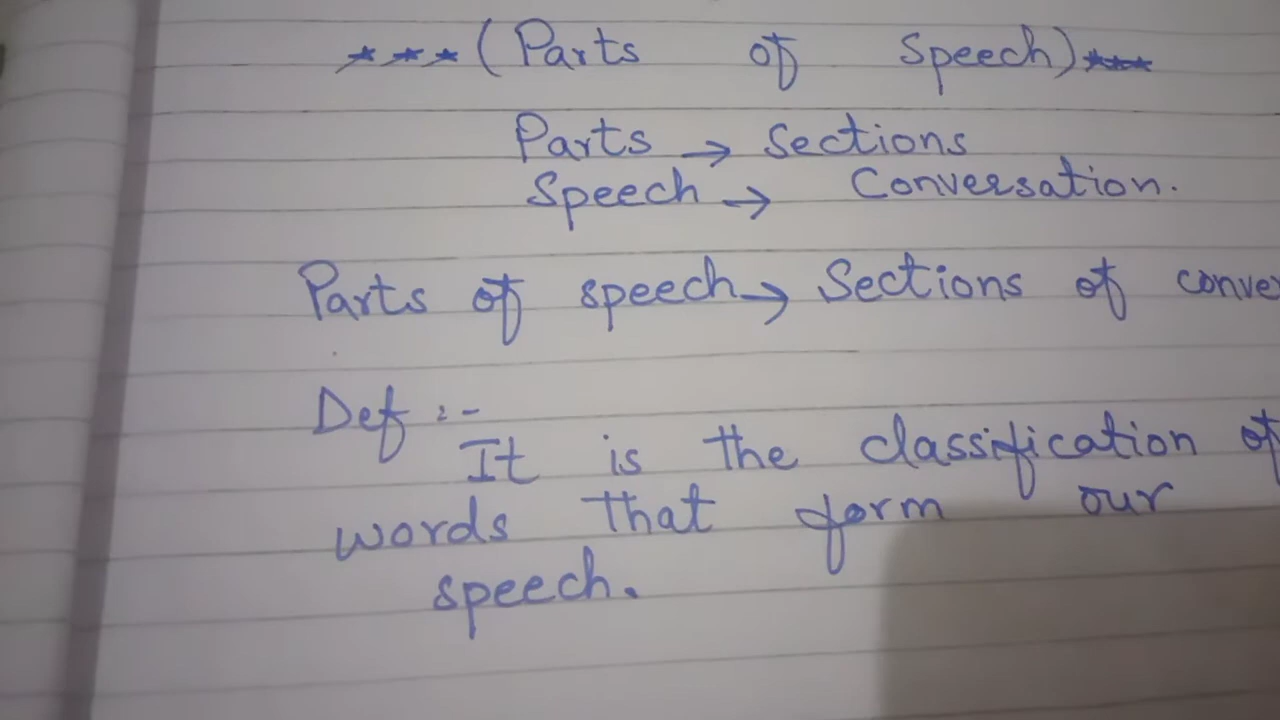 ***(Parts of Speech)***
Parts → Sections
Speech → Conversation.
Parts of speech → Sections of conve
Def :-
It is the classification of
words that form our
speech.